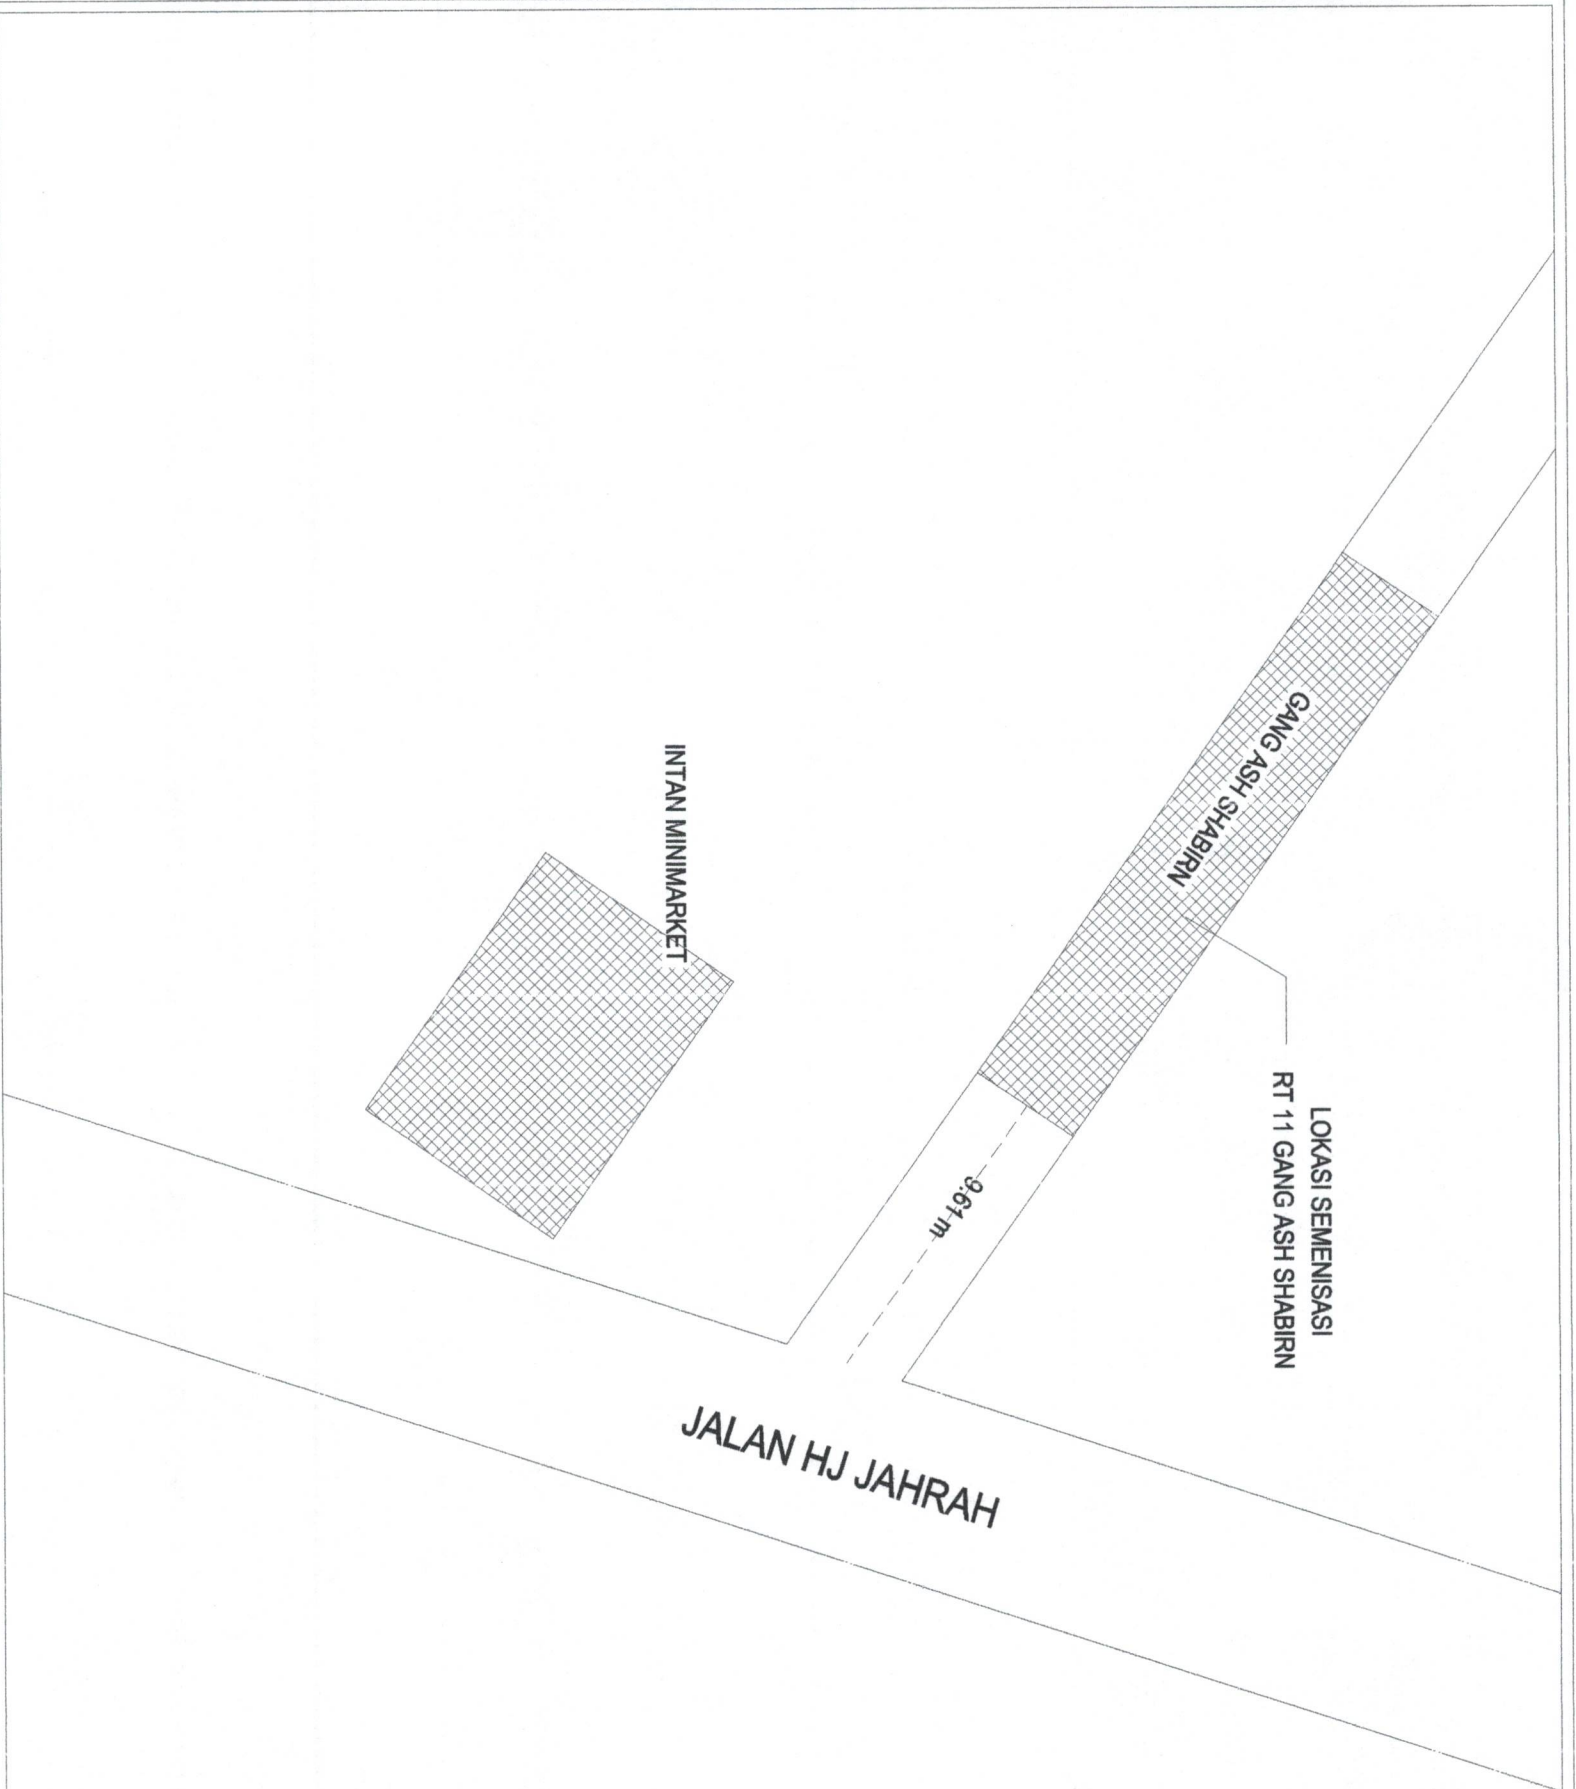 LOKASI SEMENISASI
RT 11 GANG ASH SHABIRN
GANG ASH SHABIRN
9.61 m
INTAN MINIMARKET
JALAN HJ JAHRAH